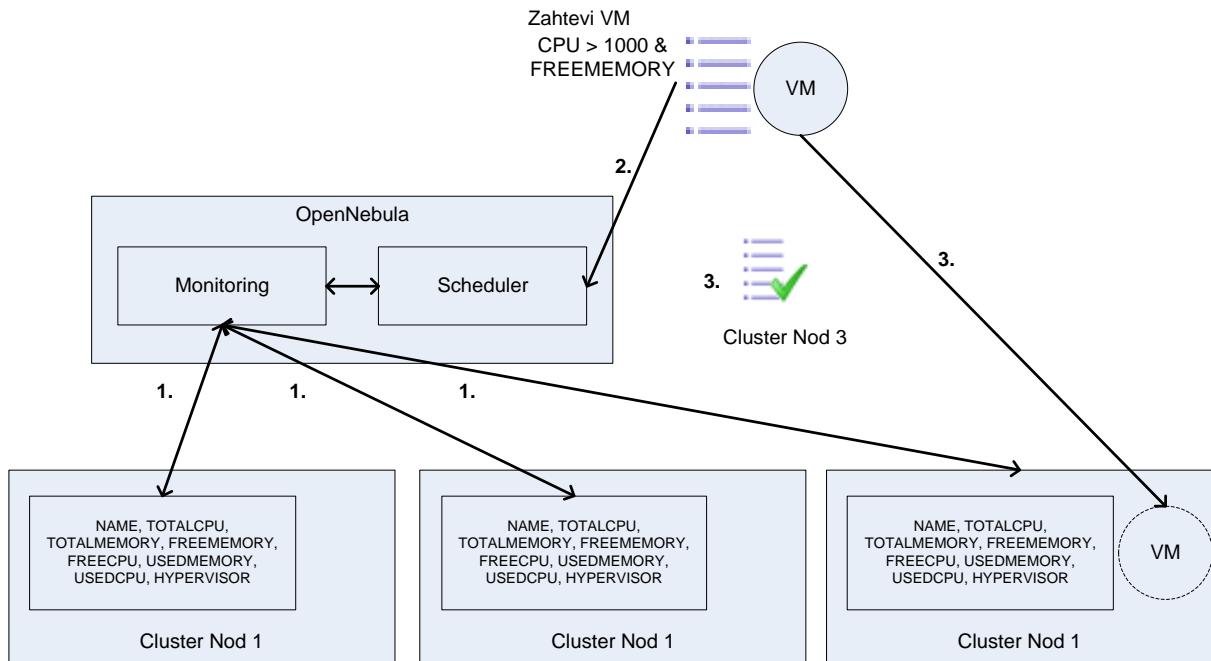 Zahtevi VM
CPU > 1000 &
FREEMEMORY
VM
2.
OpenNebula
Monitoring
Scheduler
3.
3.
Cluster Nod 3
1.
1.
1.
NAME, TOTALCPU,
TOTALMEMORY, FREEMEMORY,
FREECPU, USEDMEMORY,
USEDCPU, HYPERVISOR
Cluster Nod 1
NAME, TOTALCPU,
TOTALMEMORY, FREEMEMORY,
FREECPU, USEDMEMORY,
USEDCPU, HYPERVISOR
Cluster Nod 1
NAME, TOTALCPU,
TOTALMEMORY, FREEMEMORY,
FREECPU, USEDMEMORY,
USEDCPU, HYPERVISOR
VM
Cluster Nod 1